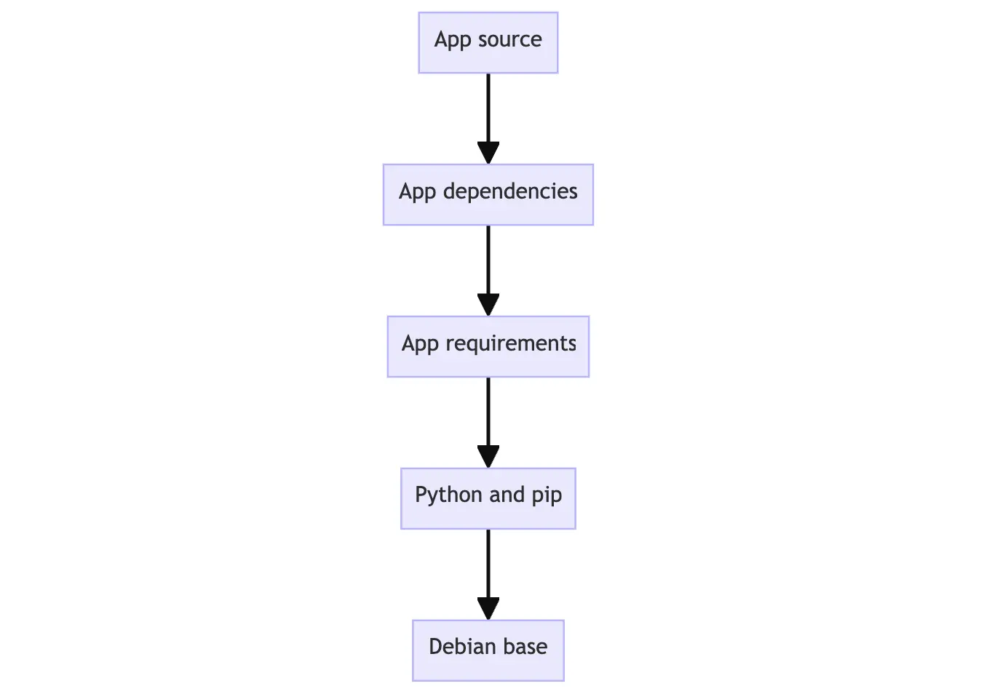 App source
App dependencies
App requirements
Python and pip
Debian base